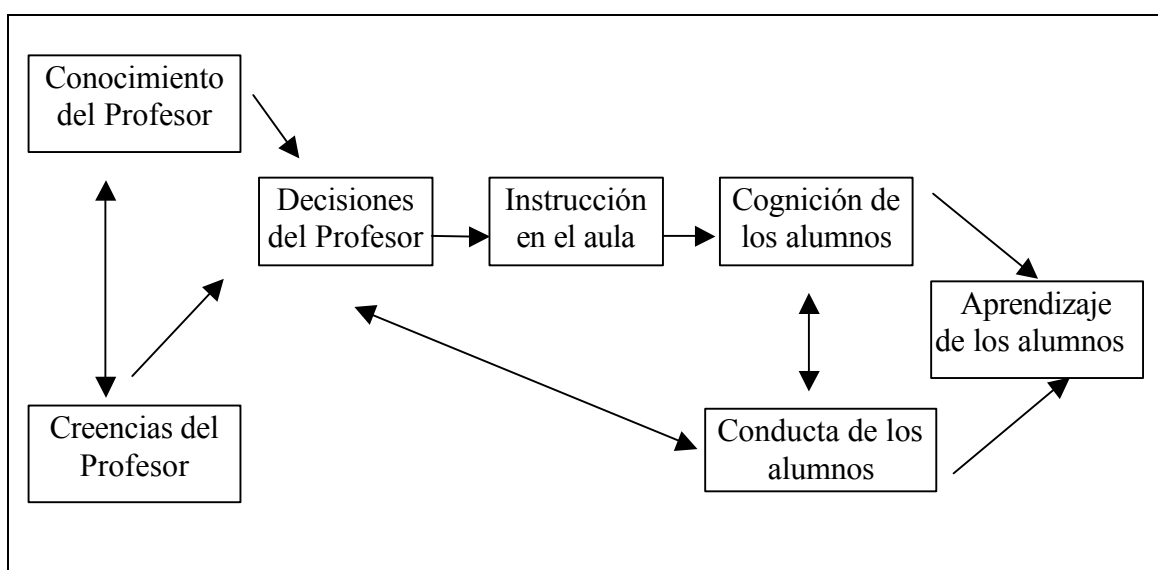 Conocimiento
del Profesor
Decisiones
del Profesor
Instrucción
en el aula
Cognición de
los alumnos
Aprendizaje
de los alumnos
Creencias del
Profesor
Conducta de los
alumnos